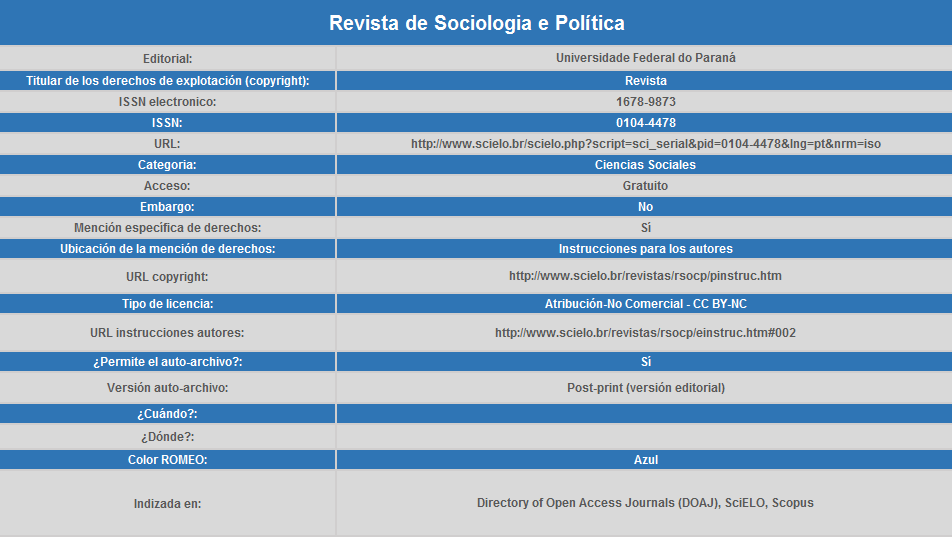 Revista de Sociologia e Política
Editorial: Universidade Federal do Paraná
Titular de los derechos de explotación (copyright): Revista
ISSN electronico: 1678-9873
ISSN: 0104-4478
URL: http://www.scielo.br/scielo.php?script=sci_serial&pid=0104-4478&lng=pt&nrm=iso
Categoria: Ciencias Sociales
Acceso: Gratuito
Embargo: No
Mención específica de derechos: Sí
Ubicación de la mención de derechos: Instrucciones para los autores
URL copyright: http://www.scielo.br/revistas/rsocp/pinstruc.htm
Tipo de licencia: Atribución-No Comercial - CC BY-NC
URL instrucciones autores: http://www.scielo.br/revistas/rsocp/einstruc.htm#002
¿Permite el auto-archivo?: Sí
Versión auto-archivo: Post-print (versión editorial)
¿Cuándo?:
¿Dónde?:
Color ROMEO: Azul
Indizada en: Directory of Open Access Journals (DOAJ), SciELO, Scopus